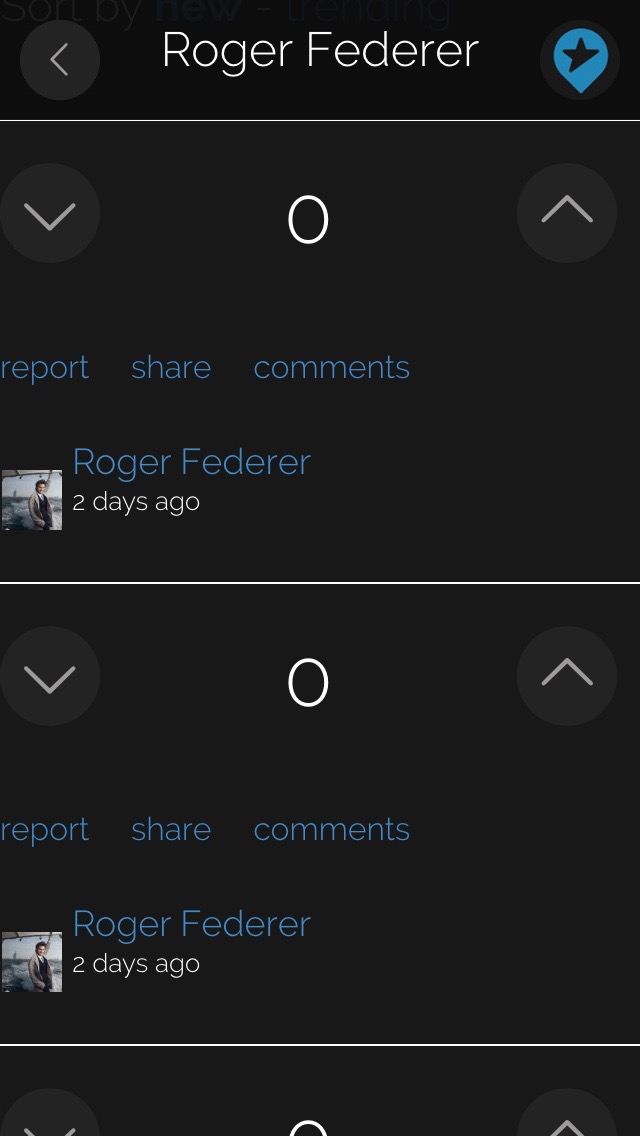 Sort by new - trending
Roger Federer
0
report share comments
Roger Federer
2 days ago
0
report share comments
Roger Federer
2 days ago
0